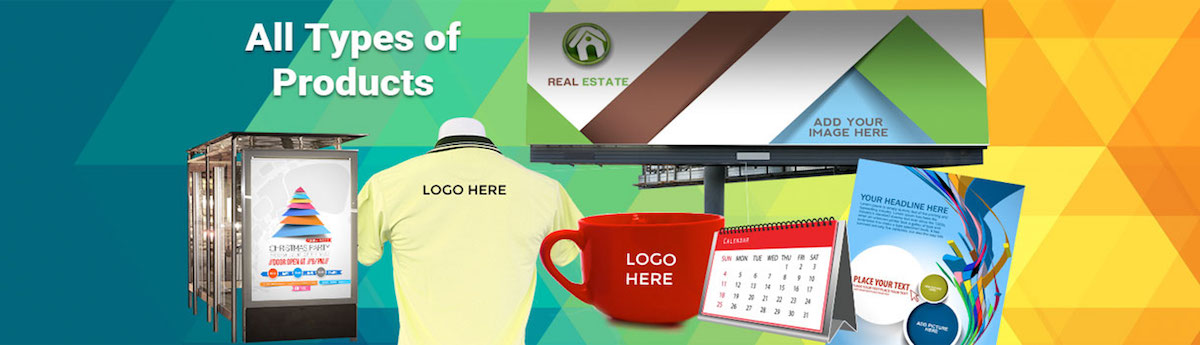 All Types of
Products
REAL ESTATE
ADD YOUR
IMAGE HERE
CHRISTMAS PARTY
LOGO HERE
LOGO
HERE
CALENDAR
SUN MON TUE WED THU FRI SAT
1 2 3
4 5 6 7 8 9 10
11 12 13 14 15 16 17
18 19 20 21 22 23 24
25 26 27 28 29 30 31
YOUR HEADLINE HERE
PLACE YOUR TEXT
ADD PICTURE
HERE